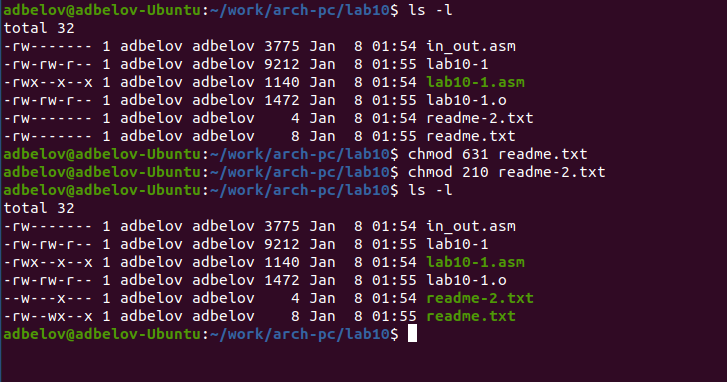 adbelov@adbelov-Ubuntu:~/work/arch-pc/lab10$ ls -l
total 32
-rw------- 1 adbelov adbelov 3775 Jan  8 01:54 in_out.asm
-rw-rw-r-- 1 adbelov adbelov 9212 Jan  8 01:55 lab10-1
-rwx--x--x 1 adbelov adbelov 1140 Jan  8 01:54 lab10-1.asm
-rw-rw-r-- 1 adbelov adbelov 1472 Jan  8 01:55 lab10-1.o
-rw------- 1 adbelov adbelov    4 Jan  8 01:54 readme-2.txt
-rw------- 1 adbelov adbelov    8 Jan  8 01:55 readme.txt
adbelov@adbelov-Ubuntu:~/work/arch-pc/lab10$ chmod 631 readme.txt
adbelov@adbelov-Ubuntu:~/work/arch-pc/lab10$ chmod 210 readme-2.txt
adbelov@adbelov-Ubuntu:~/work/arch-pc/lab10$ ls -l
total 32
-rw------- 1 adbelov adbelov 3775 Jan  8 01:54 in_out.asm
-rw-rw-r-- 1 adbelov adbelov 9212 Jan  8 01:55 lab10-1
-rwx--x--x 1 adbelov adbelov 1140 Jan  8 01:54 lab10-1.asm
-rw-rw-r-- 1 adbelov adbelov 1472 Jan  8 01:55 lab10-1.o
--w---x--- 1 adbelov adbelov    4 Jan  8 01:54 readme-2.txt
-rw--wx--x 1 adbelov adbelov    8 Jan  8 01:55 readme.txt
adbelov@adbelov-Ubuntu:~/work/arch-pc/lab10$